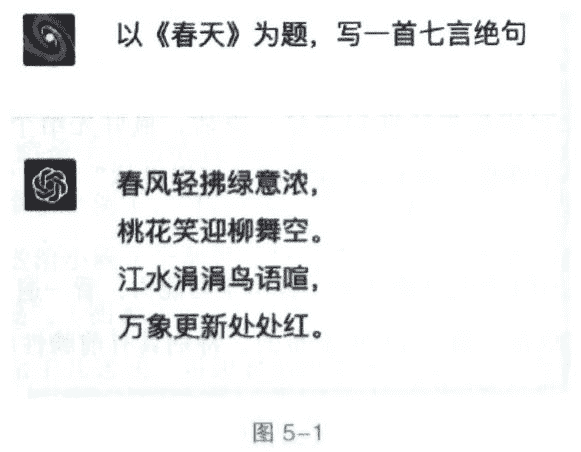 以《春天》为题，写一首七言绝句
春风轻拂绿意浓，
桃花笑迎柳舞空。
江水涓涓鸟语喧，
万象更新处处红。
图 5-1